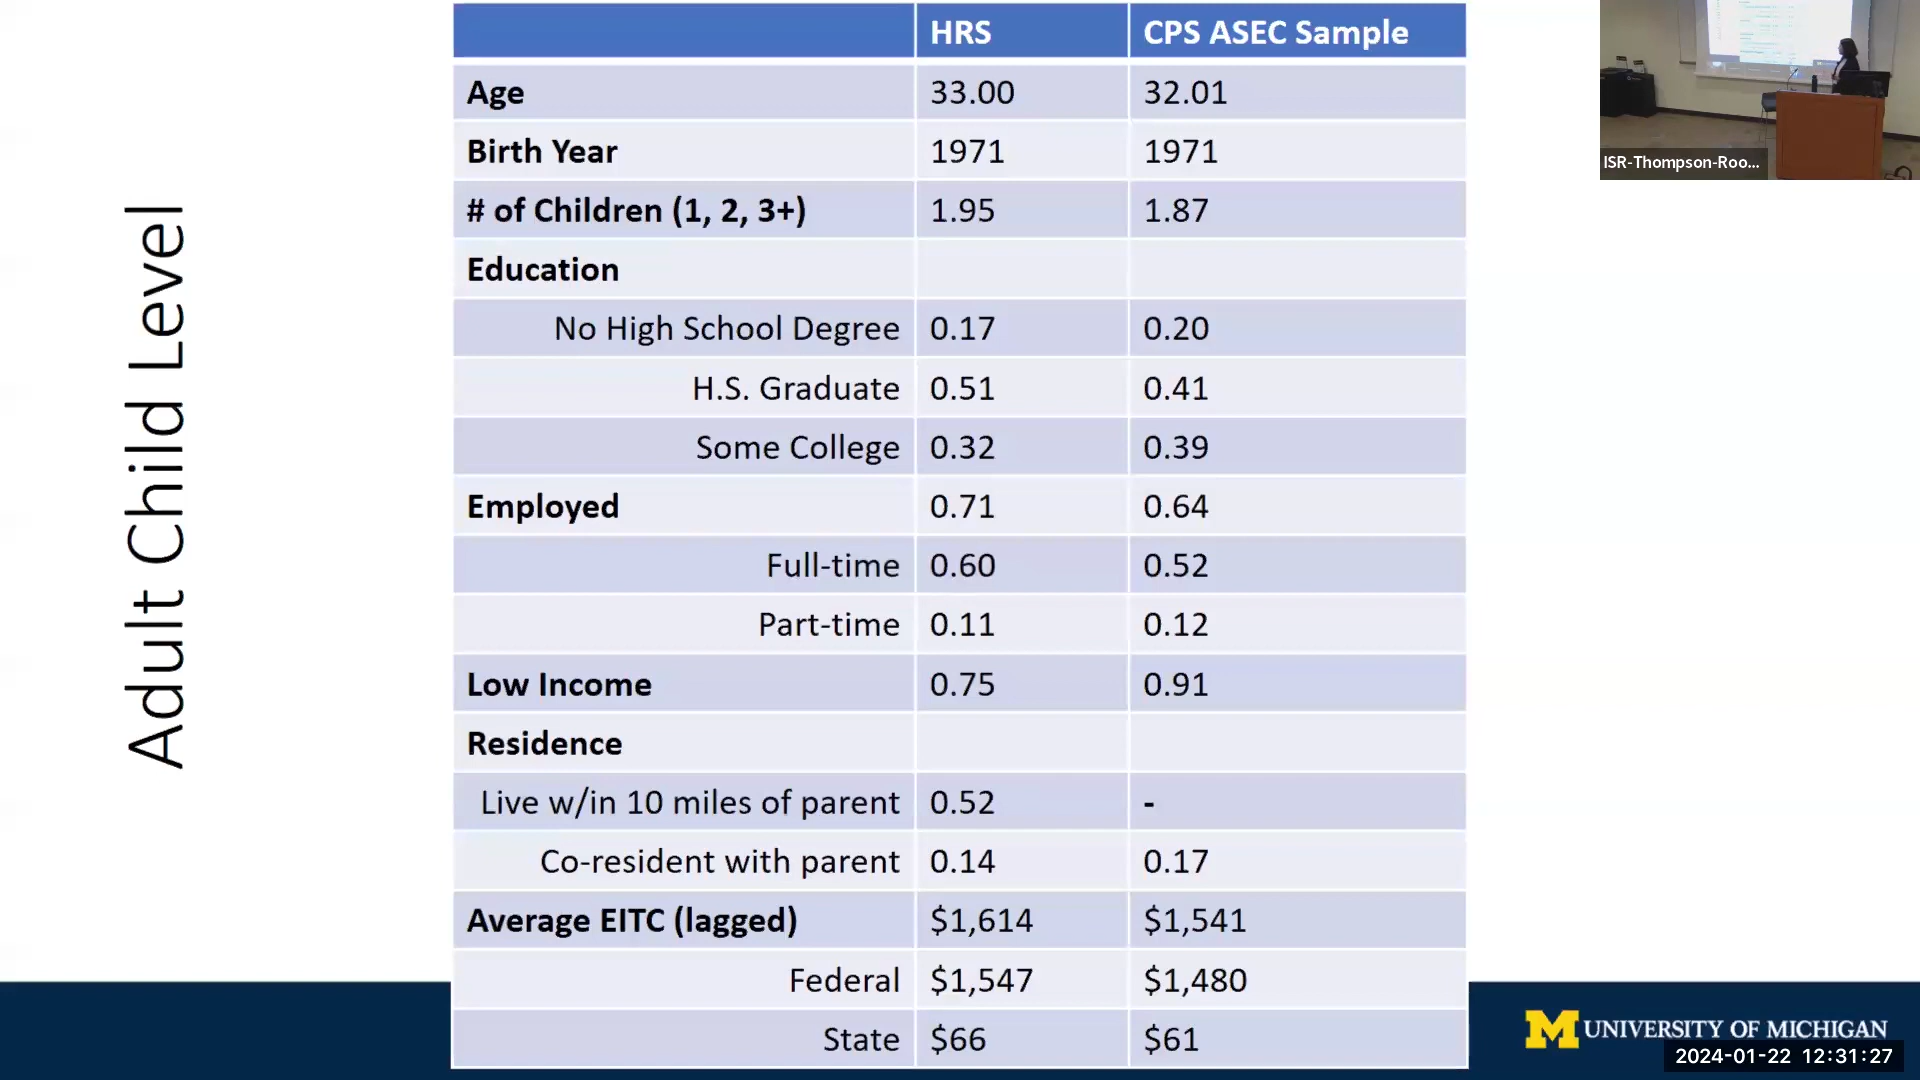 Adult Child Level
HRS CPS ASEC Sample
Age 33.00 32.01
Birth Year 1971 1971
# of Children (1, 2, 3+) 1.95 1.87
Education
No High School Degree 0.17 0.20
H.S. Graduate 0.51 0.41
Some College 0.32 0.39
Employed 0.71 0.64
Full-time 0.60 0.52
Part-time 0.11 0.12
Low Income 0.75 0.91
Residence
Live w/in 10 miles of parent 0.52 -
Co-resident with parent 0.14 0.17
Average EITC (lagged) $1,614 $1,541
Federal $1,547 $1,480
State $66 $61
ISR-Thompson-Roo...
M UNIVERSITY OF MICHIGAN
2024-01-22 12:31:27